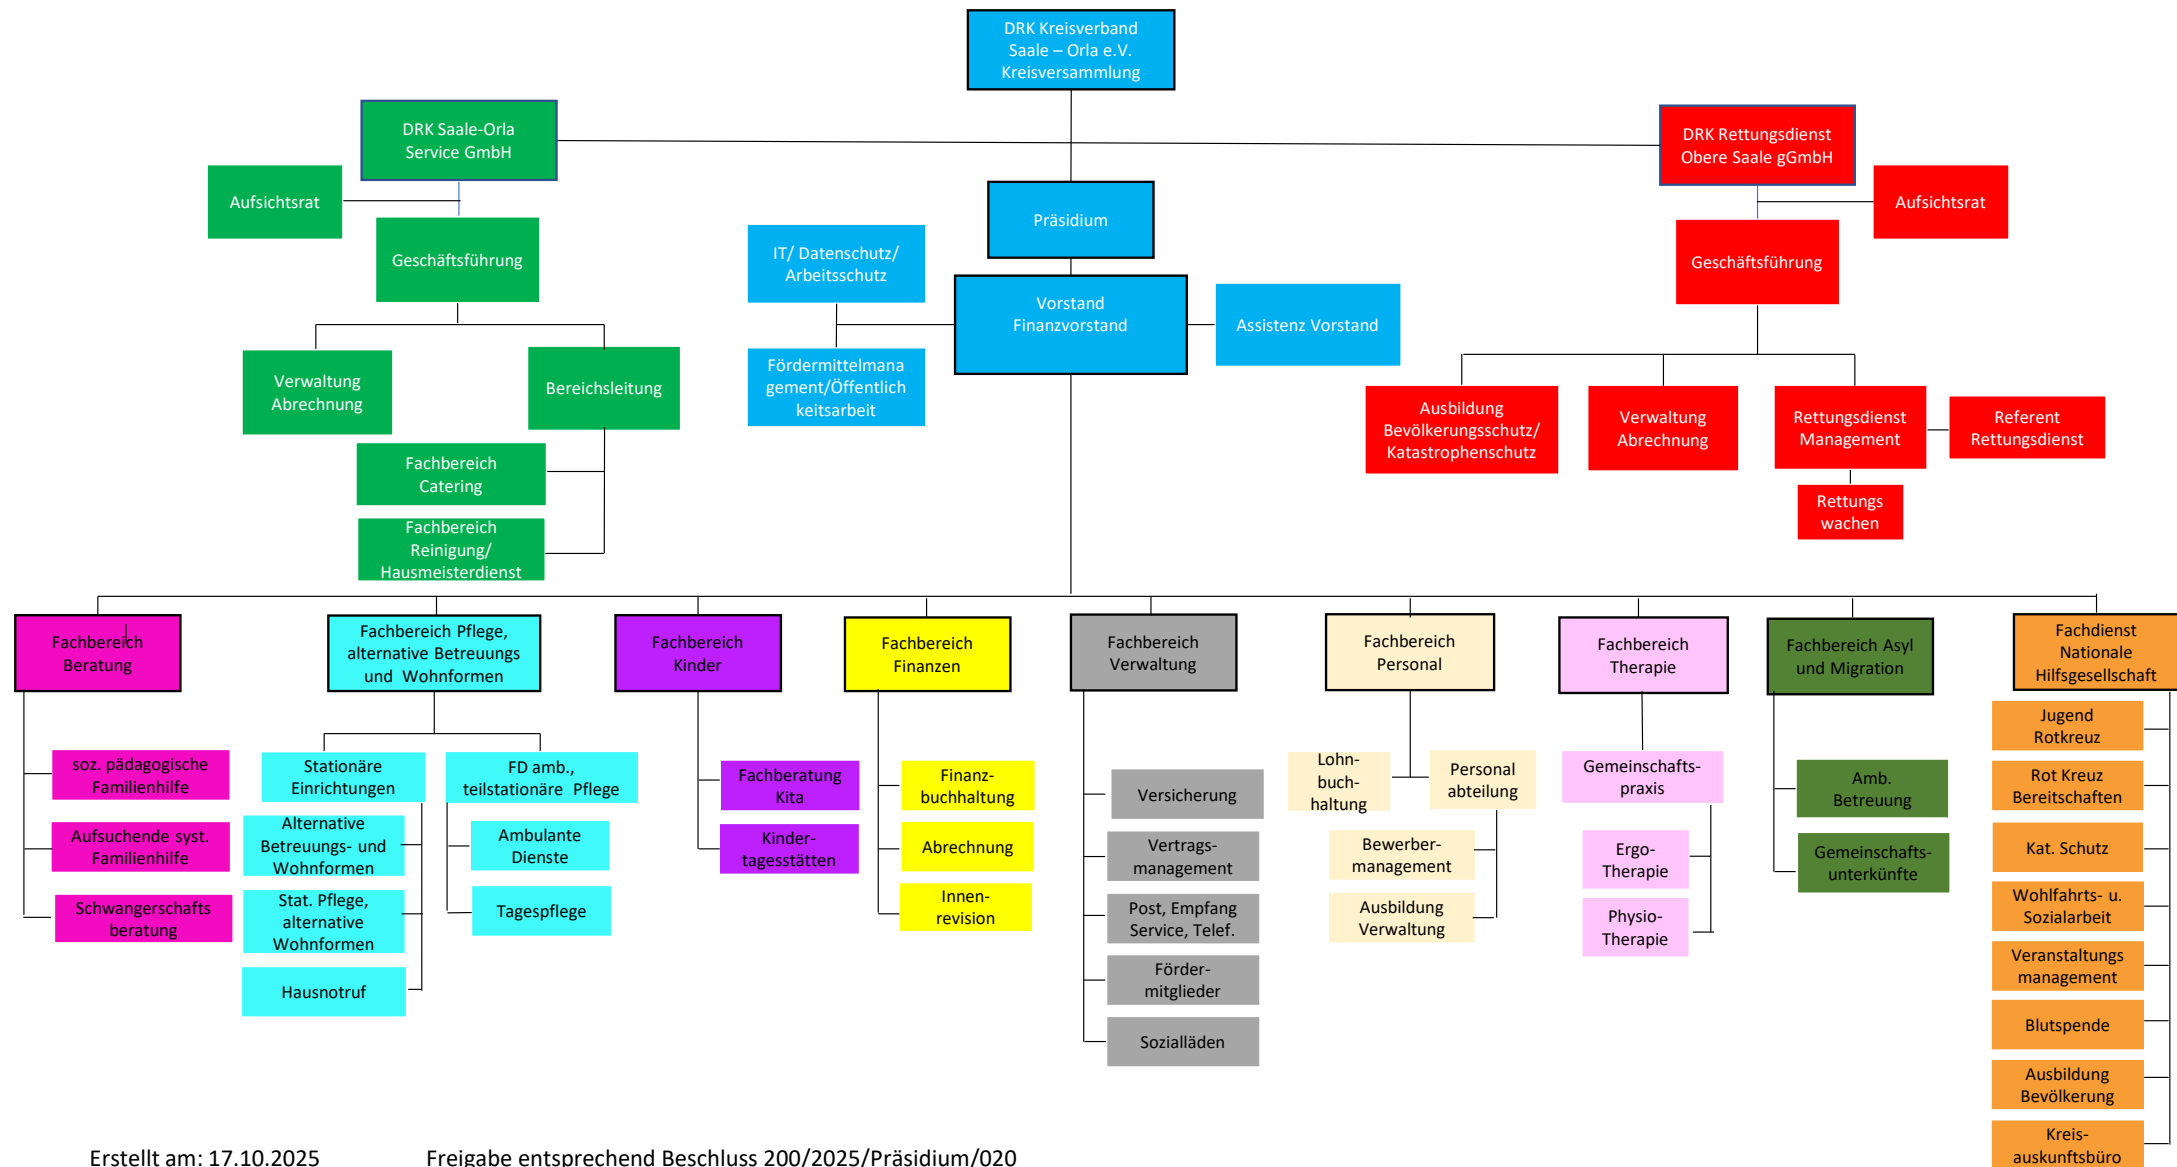 DRK Kreisverband
Saale – Orla e.V.
Kreisversammlung
DRK Saale-Orla
Service GmbH
DRK Rettungsdienst
Obere Saale gGmbH
Aufsichtsrat
Präsidium
Aufsichtsrat
Geschäftsführung
IT/ Datenschutz/
Arbeitsschutz
Geschäftsführung
Vorstand
Finanzvorstand
Assistenz Vorstand
Verwaltung
Abrechnung
Bereichsleitung
Fördermittelmana
gement/Öffentlich
keitsarbeit
Ausbildung
Bevölkerungsschutz/
Katastrophenschutz
Verwaltung
Abrechnung
Rettungsdienst
Management
Referent
Rettungsdienst
Fachbereich
Catering
Rettungs
wachen
Fachbereich
Reinigung/
Hausmeisterdienst
Fachbereich
Beratung
Fachbereich Pflege,
alternative Betreuungs
und Wohnformen
Fachbereich
Kinder
Fachbereich
Finanzen
Fachbereich
Verwaltung
Fachbereich
Personal
Fachbereich
Therapie
Fachbereich Asyl
und Migration
Fachdienst
Nationale
Hilfsgesellschaft
soz. pädagogische
Familienhilfe
Aufsuchende syst.
Familienhilfe
Schwangerschafts
beratung
Stationäre
Einrichtungen
Alternative
Betreuungs- und
Wohnformen
Stat. Pflege,
alternative
Wohnformen
Hausnotruf
FD amb.,
teilstationäre Pflege
Ambulante
Dienste
Tagespflege
Fachberatung
Kita
Kinder-
tagesstätten
Finanz-
buchhaltung
Abrechnung
Innen-
revision
Versicherung
Vertrags-
management
Post, Empfang
Service, Telef.
Förder-
mitglieder
Sozialläden
Lohn-
buch-
haltung
Personal
abteilung
Bewerber-
management
Ausbildung
Verwaltung
Gemeinschafts-
praxis
Ergo-
Therapie
Physio-
Therapie
Amb.
Betreuung
Gemeinschafts-
unterkünfte
Jugend
Rotkreuz
Rot Kreuz
Bereitschaften
Kat. Schutz
Wohlfahrts- u.
Sozialarbeit
Veranstaltungs
management
Blutspende
Ausbildung
Bevölkerung
Kreis-
auskunftsbüro
Erstellt am: 17.10.2025
Freigabe entsprechend Beschluss 200/2025/Präsidium/020